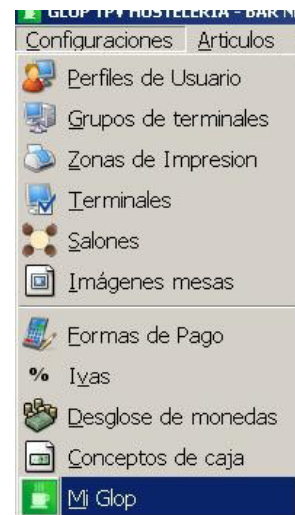 GLOP TPV HOSTELERIA - BAR
Configuraciones Articulos
Perfiles de Usuario
Grupos de terminales
Zonas de Impresion
Terminales
Salones
Imágenes mesas
Formas de Pago
% Ivas
Desglose de monedas
Conceptos de caja
Mi Glop